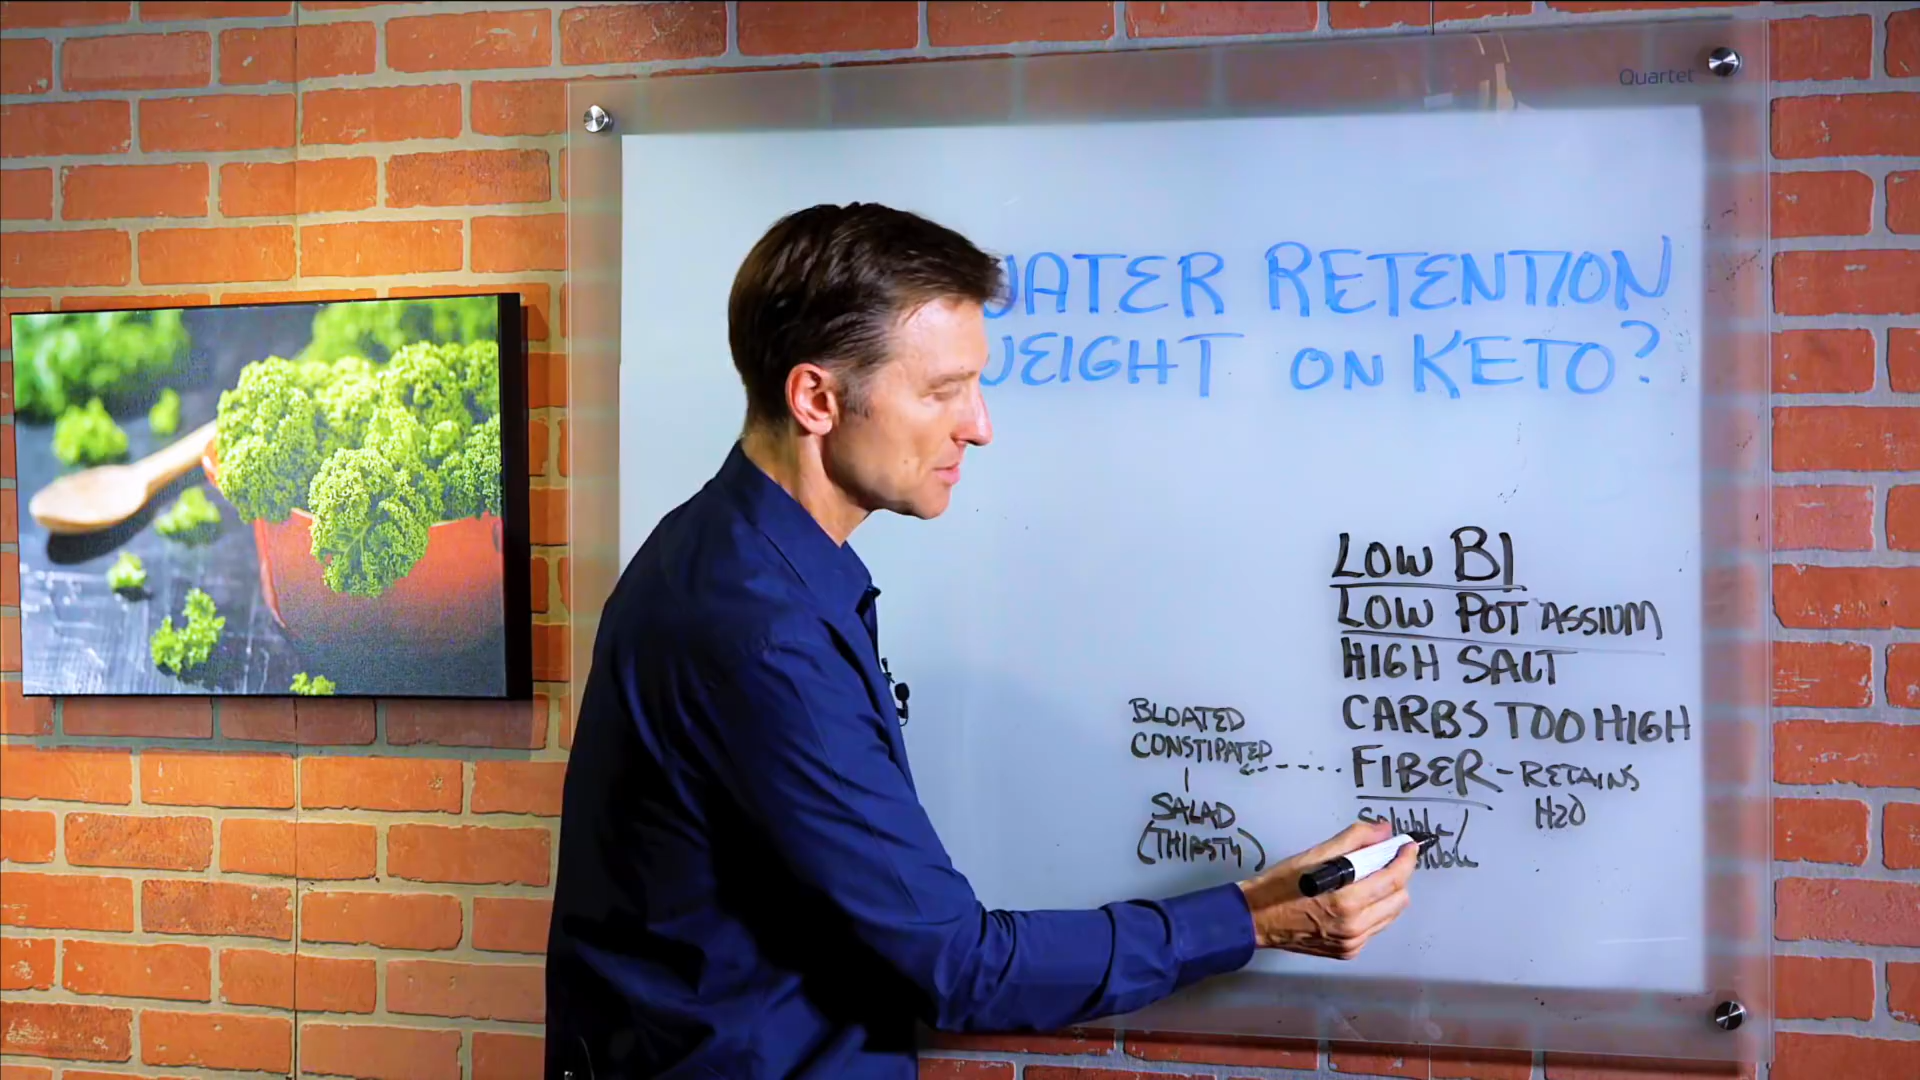 Quartet
WATER RETENTION
WEIGHT ON KETO?
LOW B1
LOW POTASSIUM
HIGH SALT
CARBS TOO HIGH
FIBER - RETAINS
H2O
Soluble/
BLOATED
CONSTIPATED
SALAD
(THIRSTY)